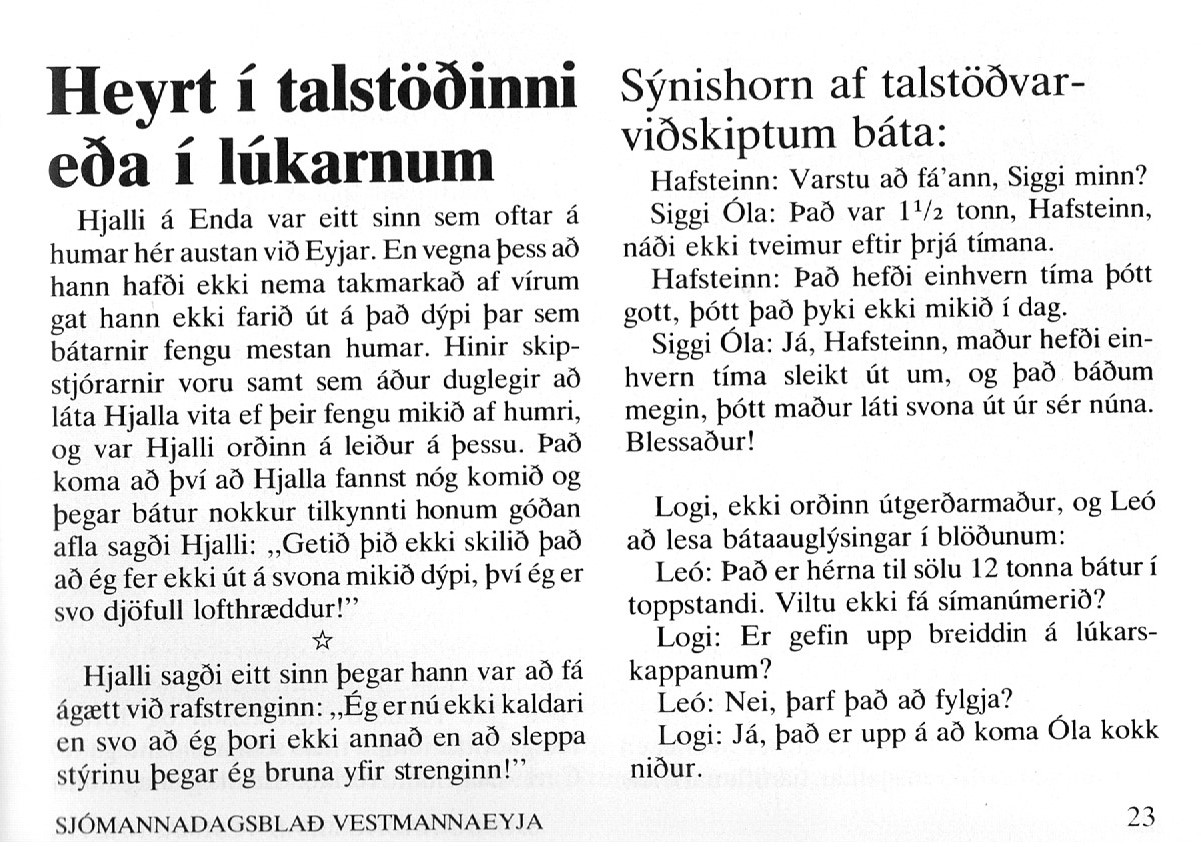 Heyrt í talstöðinni
eða í lúkarnum
Hjalli á Enda var eitt sinn sem oftar á
humar hér austan við Eyjar. En vegna þess að
hann hafði ekki nema takmarkað af vírum
gat hann ekki farið út á það dýpi þar sem
bátarnir fengu mestan humar. Hinir skip-
stjórarnir voru samt sem áður duglegir að
láta Hjalla vita ef þeir fengu mikið af humri,
og var Hjalli orðinn á leiður á þessu. Það
koma að því að Hjalla fannst nóg komið og
þegar bátur nokkur tilkynnti honum góðan
afla sagði Hjalli: ,,Getið þið ekki skilið það
að ég fer ekki út á svona mikið dýpi, því ég er
svo djöfull lofthræddur!”
☆
Hjalli sagði eitt sinn þegar hann var að fá
ágætt við rafstrenginn: ,,Ég er nú ekki kaldari
en svo að ég þori ekki annað en að sleppa
stýrinu þegar ég bruna yfir strenginn!”
Sýnishorn af talstöðvar-
viðskiptum báta:
Hafsteinn: Varstu að fá’ann, Siggi minn?
Siggi Óla: Það var 1½ tonn, Hafsteinn,
náði ekki tveimur eftir þrjá tímana.
Hafsteinn: Það hefði einhvern tíma þótt
gott, þótt það þyki ekki mikið í dag.
Siggi Óla: Já, Hafsteinn, maður hefði ein-
hvern tíma sleikt út um, og það báðum
megin, þótt maður láti svona út úr sér núna.
Blessaður!
Logi, ekki orðinn útgerðarmaður, og Leó
að lesa bátaauglýsingar í blöðunum:
Leó: Það er hérna til sölu 12 tonna bátur í
toppstandi. Viltu ekki fá símanúmerið?
Logi: Er gefin upp breiddin á lúkars-
kappanum?
Leó: Nei, þarf það að fylgja?
Logi: Já, það er upp á að koma Óla kokk
niður.
SJÓMANNADAGSBLAÐ VESTMANNAEYJA
23